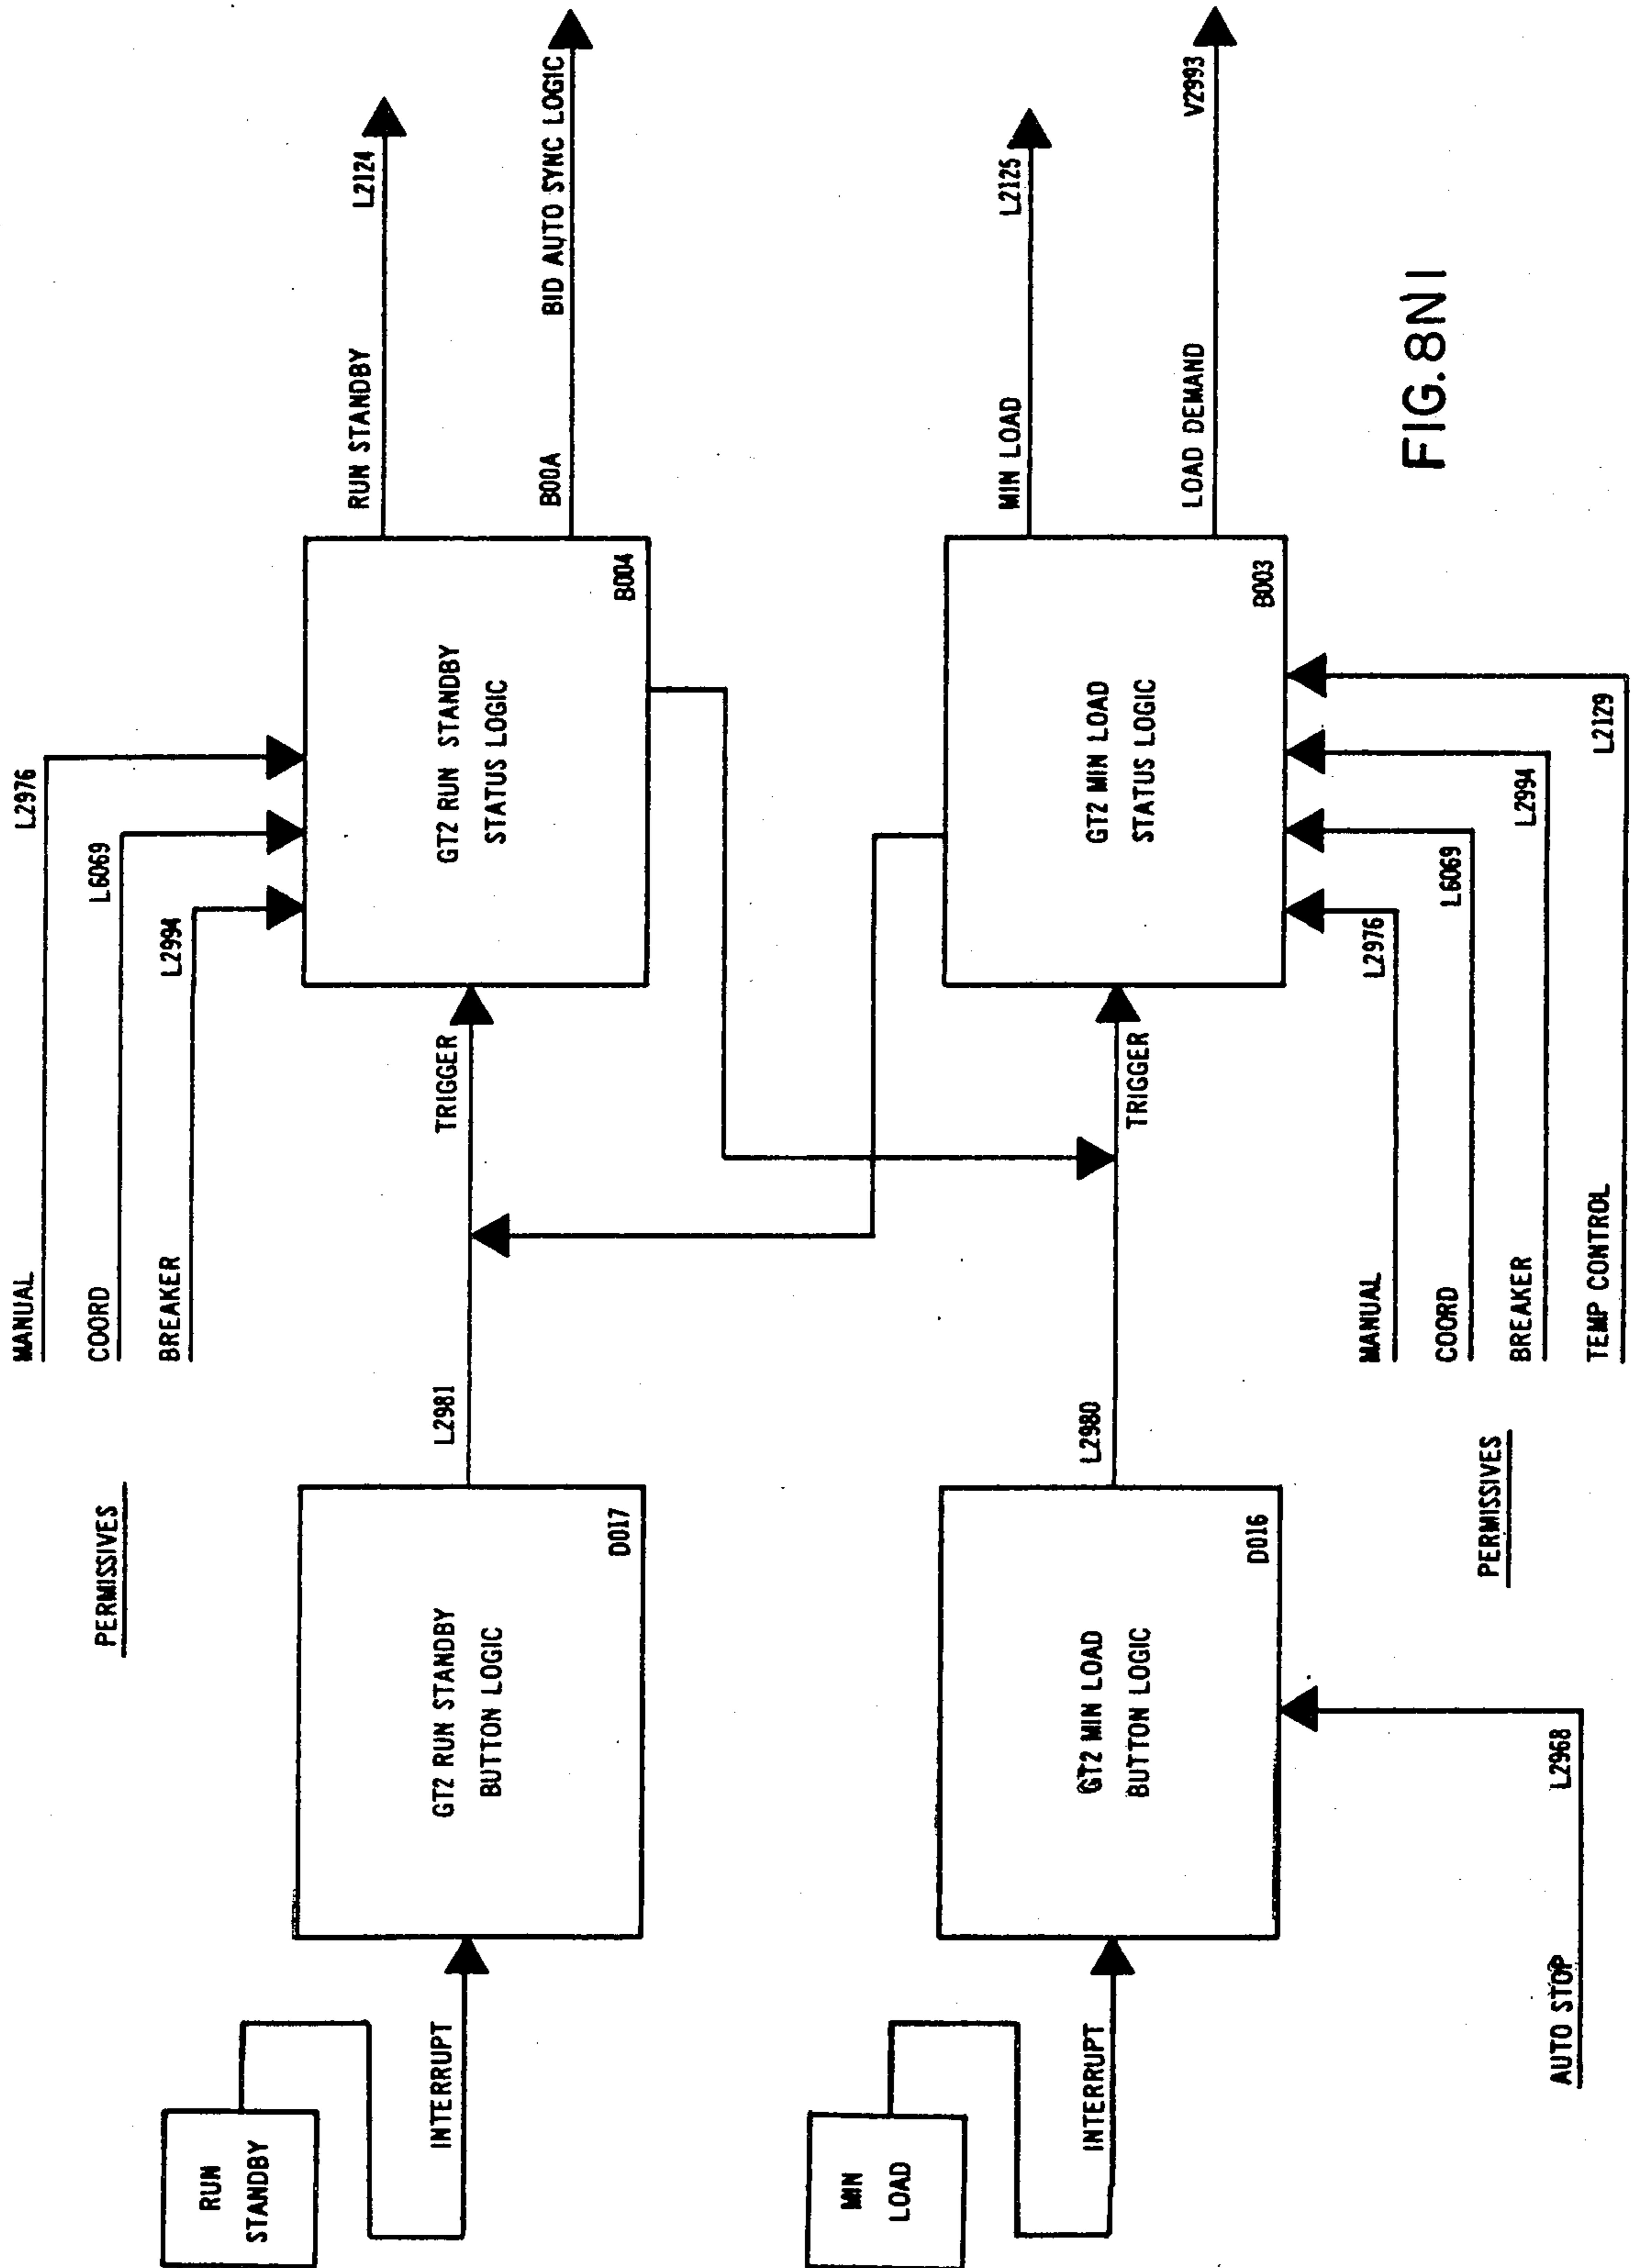 PERMISSIVES
MANUAL
L2976
COORD
L6069
BREAKER
L2994
RUN
STANDBY
INTERRUPT
GT2 RUN STANDBY
BUTTON LOGIC
D017
L2981
TRIGGER
GT2 RUN STANDBY
STATUS LOGIC
B004
RUN STANDBY
L2124
B00A
BID AUTO SYNC LOGIC
MIN
LOAD
INTERRUPT
GT2 MIN LOAD
BUTTON LOGIC
D016
L2980
TRIGGER
GT2 MIN LOAD
STATUS LOGIC
B003
MIN LOAD
L2125
LOAD DEMAND
V2993
AUTO STOP
L2968
PERMISSIVES
MANUAL
L2976
COORD
L6069
BREAKER
L2994
TEMP CONTROL
L2129
FIG.8N1